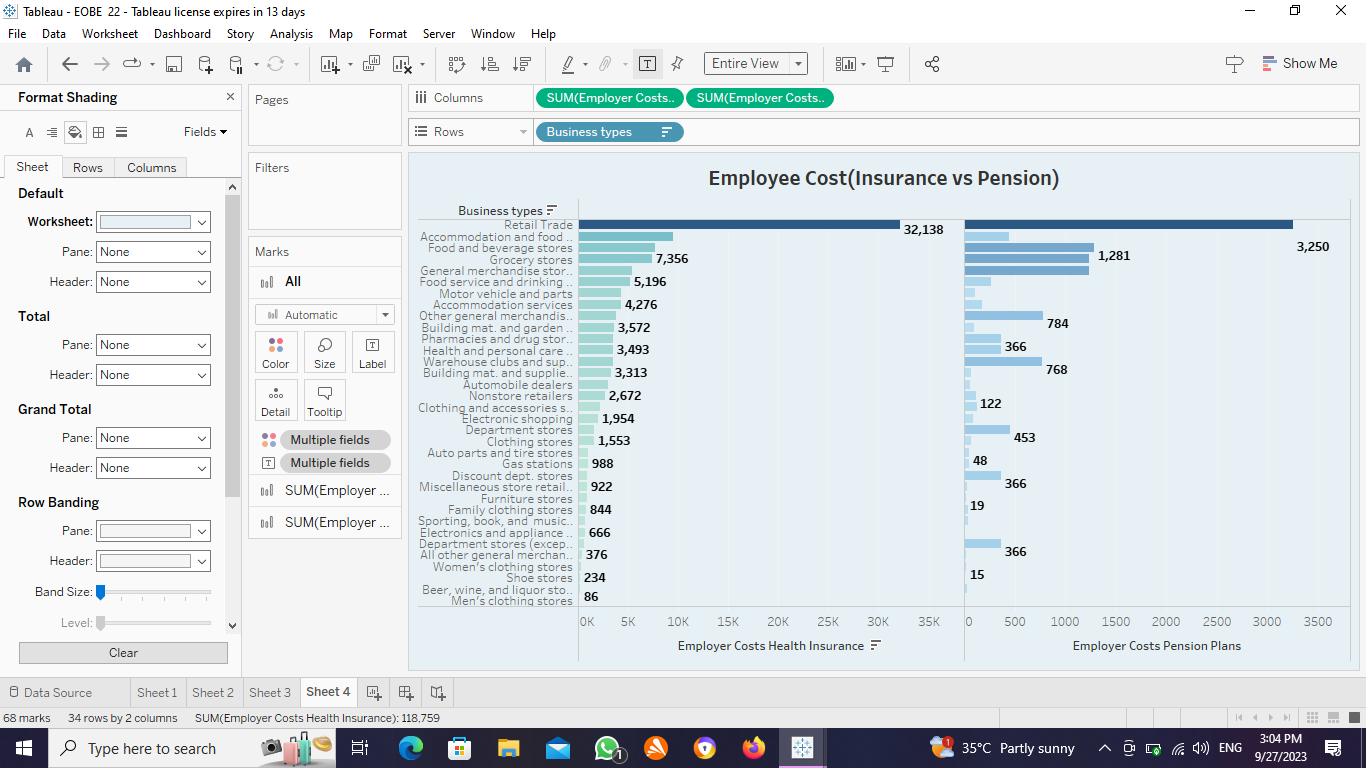 Tableau - EOBE 22 - Tableau license expires in 13 days
File Data Worksheet Dashboard Story Analysis Map Format Server Window Help
Entire View
Show Me
Format Shading
Fields
Sheet Rows Columns
Default
Worksheet:
Pane: None
Header: None
Total
Pane: None
Header: None
Grand Total
Pane: None
Header: None
Row Banding
Pane:
Header:
Band Size:
Level:
Clear
Pages
Filters
Marks
All
Automatic
Color Size Label
Detail Tooltip
Multiple fields
Multiple fields
SUM(Employer ...
SUM(Employer ...
Columns SUM(Employer Costs.. SUM(Employer Costs..
Rows Business types
Employee Cost(Insurance vs Pension)
Business types
Retail Trade 32,138 3,250
Accommodation and food ..
Food and beverage stores 1,281
Grocery stores 7,356
General merchandise stor..
Food service and drinking .. 5,196
Motor vehicle and parts
Accommodation services 4,276
Other general merchandis.. 784
Building mat. and garden .. 3,572
Pharmacies and drug stor.. 366
Health and personal care .. 3,493
Warehouse clubs and sup.. 768
Building mat. and supplie.. 3,313
Automobile dealers
Nonstore retailers 2,672 122
Clothing and accessories s..
Electronic shopping 1,954
Department stores 453
Clothing stores 1,553
Auto parts and tire stores
Gas stations 988 48
Discount dept. stores 366
Miscellaneous store retail.. 922
Furniture stores 19
Family clothing stores 844
Sporting, book, and music..
Electronics and appliance .. 666
Department stores (excep.. 366
All other general merchan.. 376
Women's clothing stores 15
Shoe stores 234
Beer, wine, and liquor sto..
Men's clothing stores 86
0K 5K 10K 15K 20K 25K 30K 35K 0 500 1000 1500 2000 2500 3000 3500
Employer Costs Health Insurance Employer Costs Pension Plans
Data Source Sheet 1 Sheet 2 Sheet 3 Sheet 4
68 marks 34 rows by 2 columns SUM(Employer Costs Health Insurance): 118,759
Type here to search
1
1
35°C Partly sunny
ENG
3:04 PM
9/27/2023